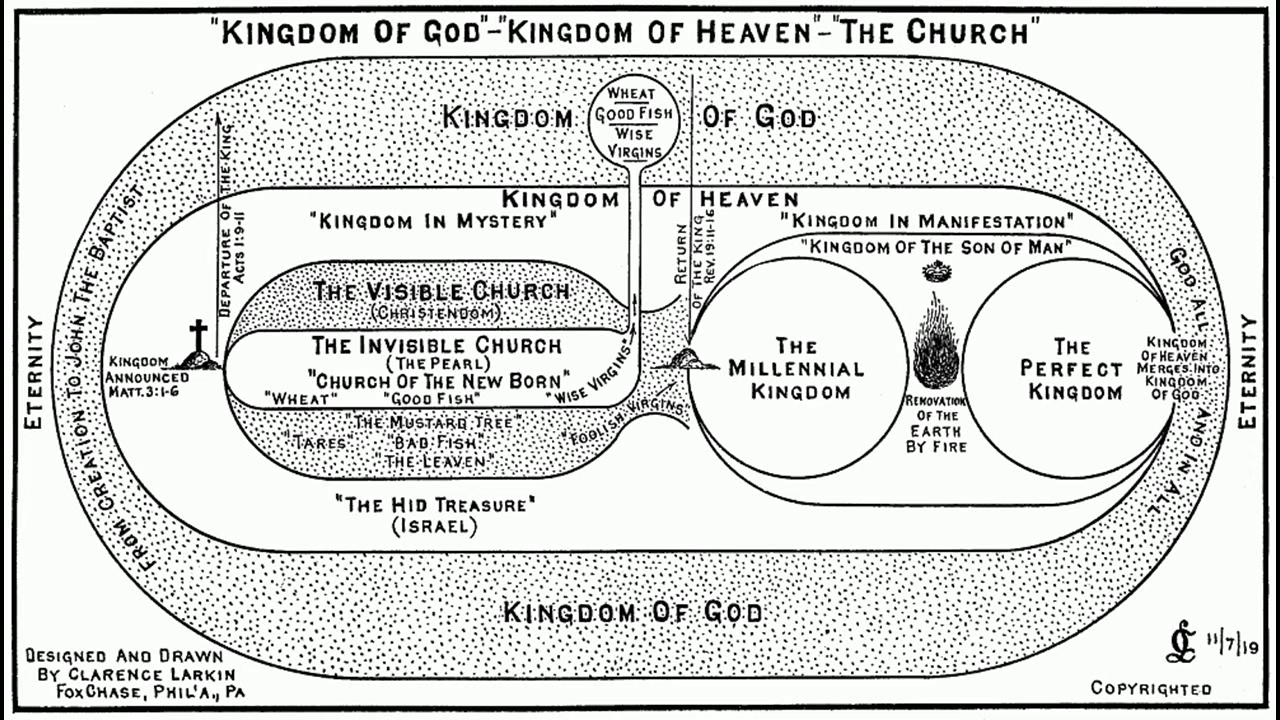 "KINGDOM OF GOD"-"KINGDOM OF HEAVEN"-"THE CHURCH"
KINGDOM OF GOD
WHEAT
GOOD FISH
WISE
VIRGINS
KINGDOM OF HEAVEN
"KINGDOM IN MYSTERY"
"KINGDOM IN MANIFESTATION"
"KINGDOM OF THE SON OF MAN"
DEPARTURE OF THE KING
ACTS 1:9-11
RETURN
OF THE KING
REV. 19:11-16
ETERNITY
FROM CREATION TO JOHN THE BAPTIST
KINGDOM
ANNOUNCED
MATT. 3:1-6
THE VISIBLE CHURCH
(CHRISTENDOM)
THE INVISIBLE CHURCH
(THE PEARL)
"CHURCH OF THE NEW BORN"
"WHEAT" "GOOD FISH" "WISE VIRGINS"
"THE MUSTARD TREE"
"TARES" "BAD FISH" "FOOLISH VIRGINS"
"THE LEAVEN"
"THE HID TREASURE"
(ISRAEL)
THE
MILLENNIAL
KINGDOM
RENOVATION
OF THE
EARTH
BY FIRE
THE
PERFECT
KINGDOM
KINGDOM
OF HEAVEN
MERGES INTO
KINGDOM
OF GOD
GOD ALL AND IN ALL
ETERNITY
KINGDOM OF GOD
DESIGNED AND DRAWN
BY CLARENCE LARKIN
FOXCHASE, PHIL'A., PA
CL 11/7/19
COPYRIGHTED